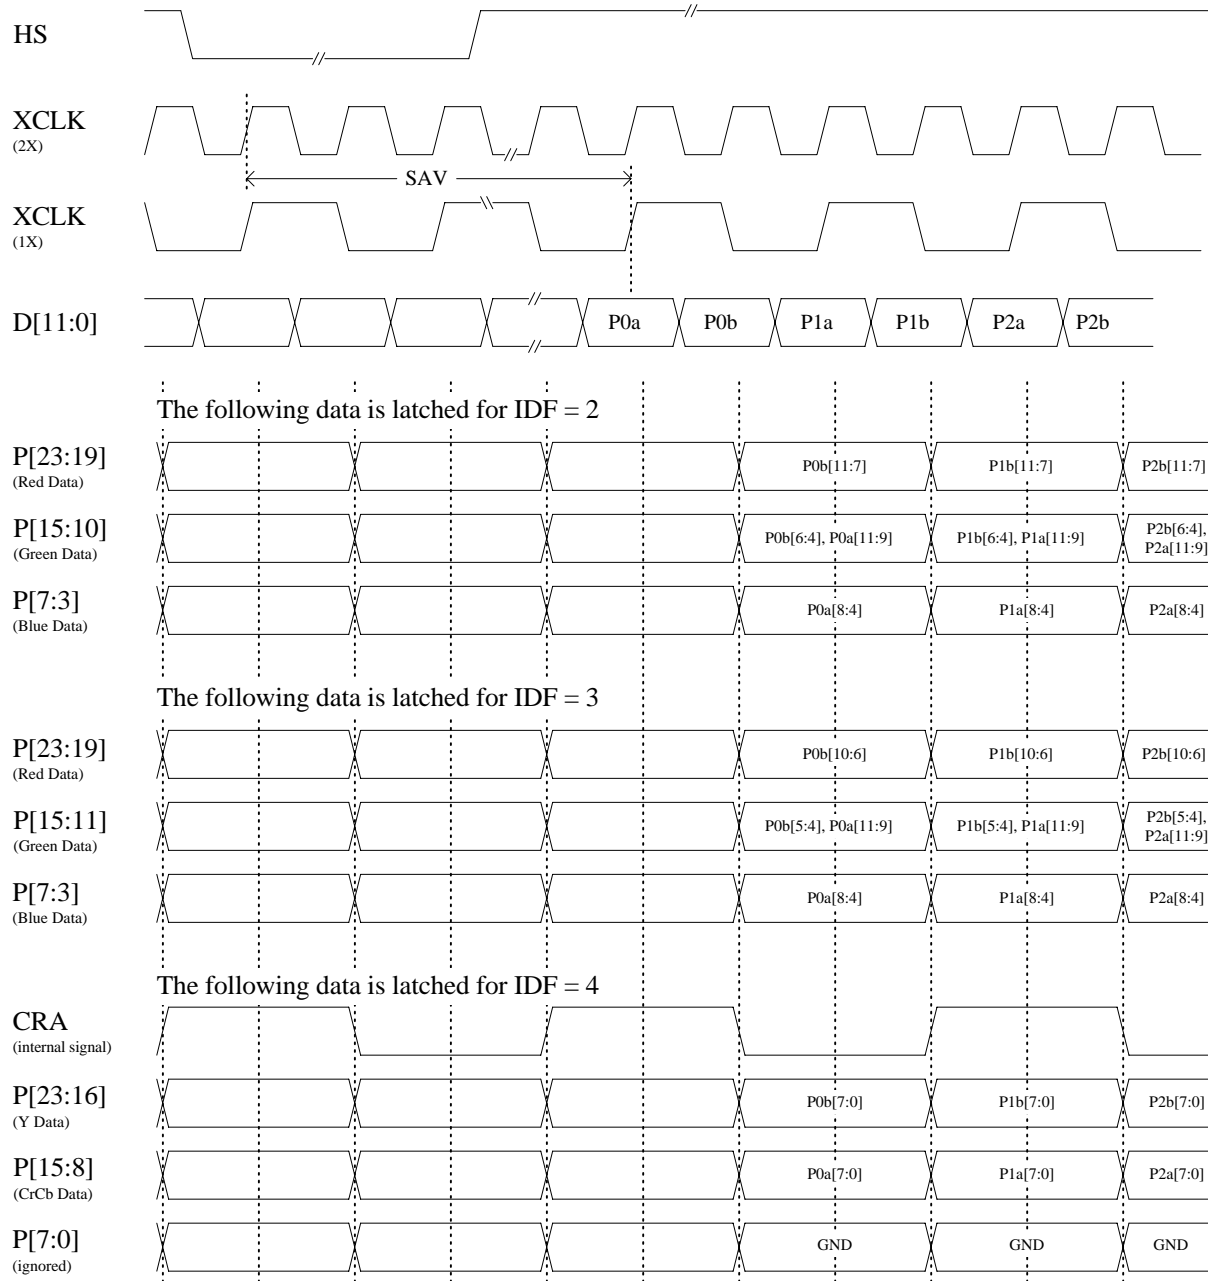 HS
XCLK
(2X)
SAV
XCLK
(1X)
D[11:0]
P0a P0b P1a P1b P2a P2b
The following data is latched for IDF = 2
P[23:19]
(Red Data)
P0b[11:7] P1b[11:7] P2b[11:7]
P[15:10]
(Green Data)
P0b[6:4], P0a[11:9] P1b[6:4], P1a[11:9] P2b[6:4],
P2a[11:9]
P[7:3]
(Blue Data)
P0a[8:4] P1a[8:4] P2a[8:4]
The following data is latched for IDF = 3
P[23:19]
(Red Data)
P0b[10:6] P1b[10:6] P2b[10:6]
P[15:11]
(Green Data)
P0b[5:4], P0a[11:9] P1b[5:4], P1a[11:9] P2b[5:4],
P2a[11:9]
P[7:3]
(Blue Data)
P0a[8:4] P1a[8:4] P2a[8:4]
The following data is latched for IDF = 4
CRA
(internal signal)
P[23:16]
(Y Data)
P0b[7:0] P1b[7:0] P2b[7:0]
P[15:8]
(CrCb Data)
P0a[7:0] P1a[7:0] P2a[7:0]
P[7:0]
(ignored)
GND GND GND